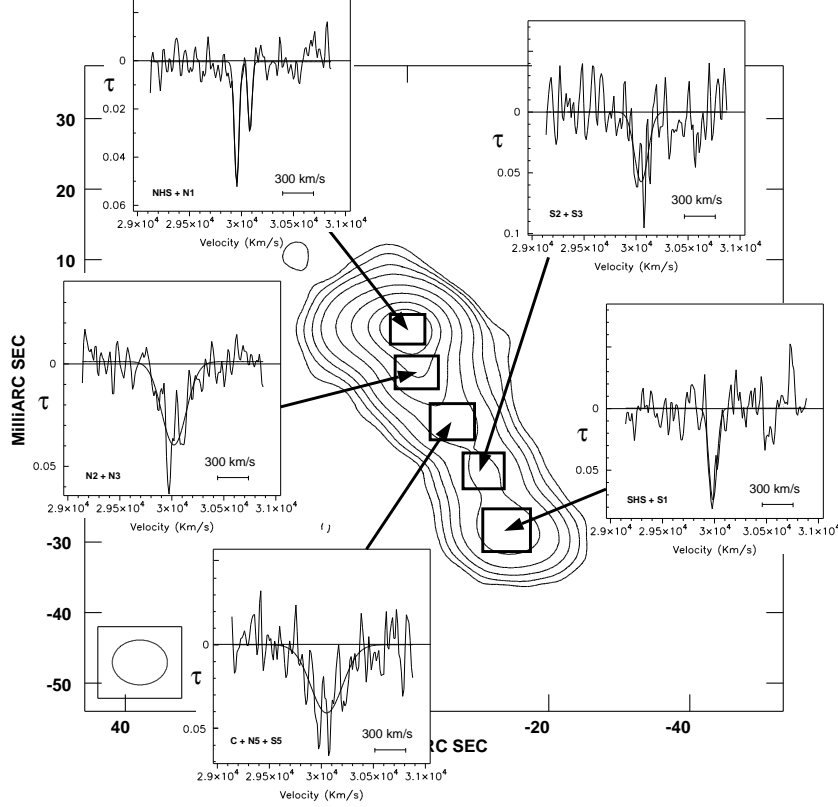 0
0.02
0.04
0.06
τ
NHS + N1
300 km/s
2.9×10⁴ 2.95×10⁴ 3×10⁴ 3.05×10⁴ 3.1×10⁴
Velocity (Km/s)
0
0.05
0.1
τ
S2 + S3
300 km/s
2.9×10⁴ 2.95×10⁴ 3×10⁴ 3.05×10⁴ 3.1×10⁴
Velocity (Km/s)
30
20
10
MilliARC SEC
0
0.05
τ
N2 + N3
300 km/s
2.9×10⁴ 2.95×10⁴ 3×10⁴ 3.05×10⁴ 3.1×10⁴
Velocity (Km/s)
0
0.05
τ
SHS + S1
300 km/s
2.9×10⁴ 2.95×10⁴ 3×10⁴ 3.05×10⁴ 3.1×10⁴
Velocity (Km/s)
-30
-40
-50
0
0.05
τ
C + N5 + S5
300 km/s
2.9×10⁴ 2.95×10⁴ 3×10⁴ 3.05×10⁴ 3.1×10⁴
Velocity (Km/s)
40 -20 -40
RC SEC